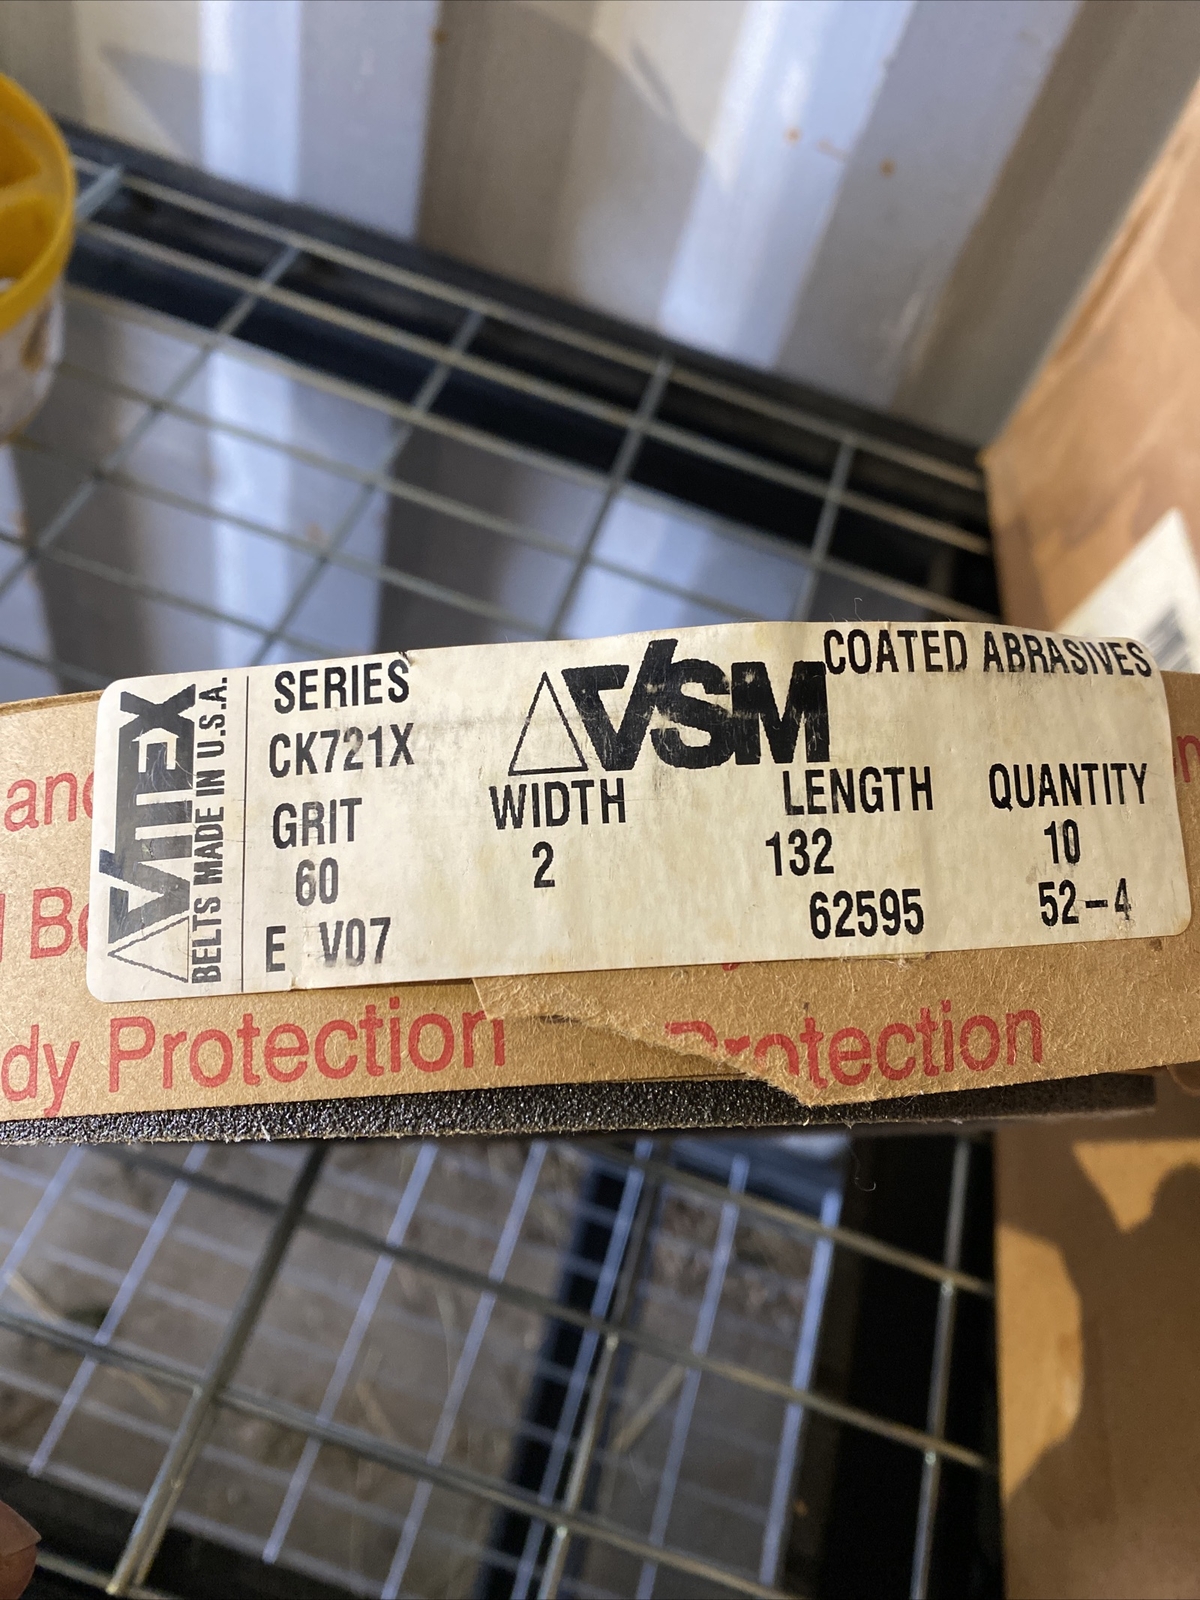 VITEX
BELTS MADE IN U.S.A.
SERIES
CK721X
VSM
COATED ABRASIVES
GRIT
60
WIDTH
2
LENGTH
132
QUANTITY
10
E V07
62595
52-4
and
dy Protection
Protection